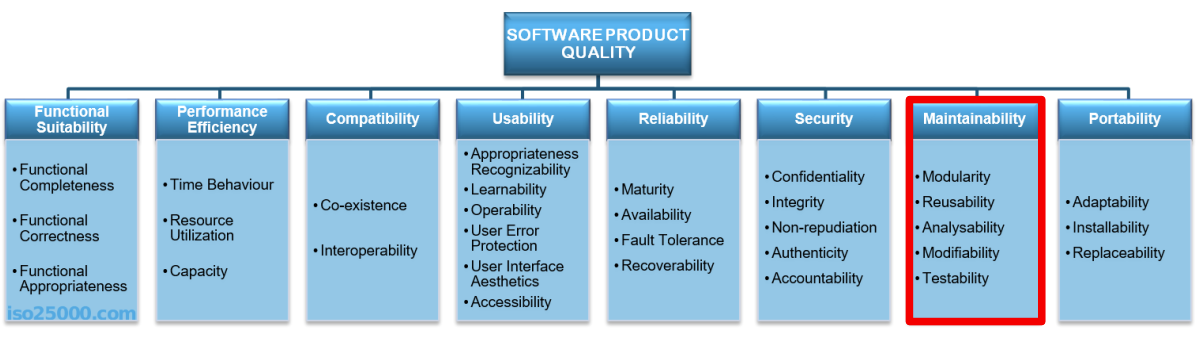 SOFTWARE PRODUCT
QUALITY
Functional
Suitability
• Functional
Completeness
• Functional
Correctness
• Functional
Appropriateness
Performance
Efficiency
• Time Behaviour
• Resource
Utilization
• Capacity
Compatibility
• Co-existence
• Interoperability
Usability
• Appropriateness
Recognizability
• Learnability
• Operability
• User Error
Protection
• User Interface
Aesthetics
• Accessibility
Reliability
• Maturity
• Availability
• Fault Tolerance
• Recoverability
Security
• Confidentiality
• Integrity
• Non-repudiation
• Authenticity
• Accountability
Maintainability
• Modularity
• Reusability
• Analysability
• Modifiability
• Testability
Portability
• Adaptability
• Installability
• Replaceability
iso25000.com